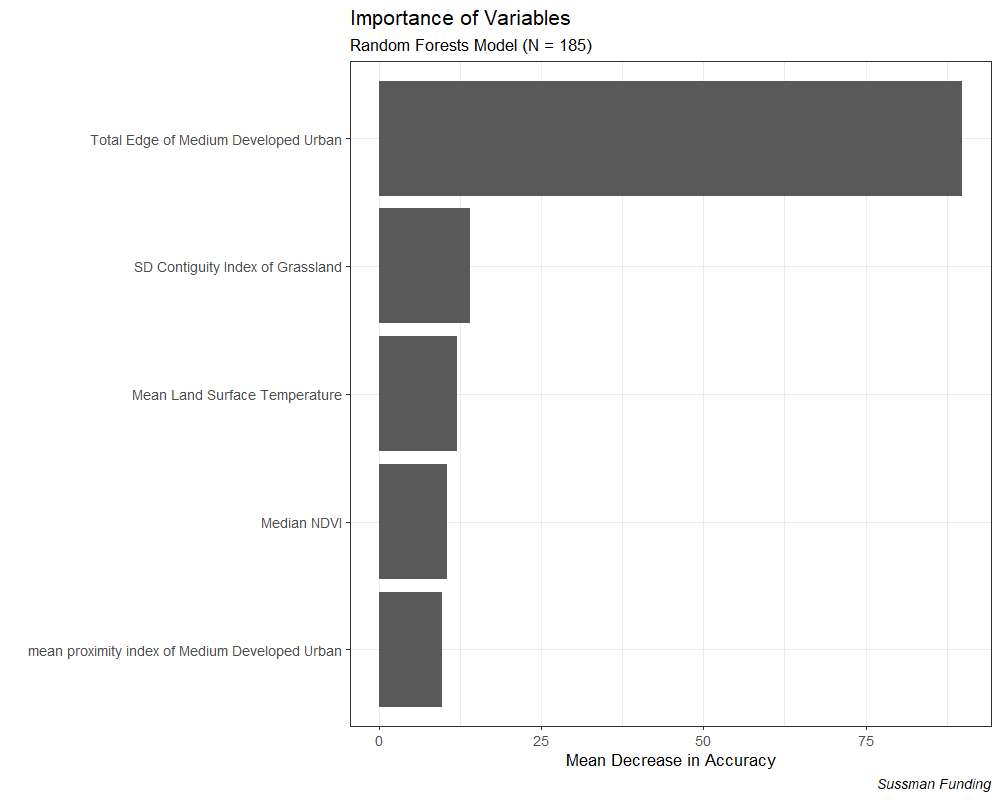 Importance of Variables
Random Forests Model (N = 185)
Total Edge of Medium Developed Urban
SD Contiguity Index of Grassland
Mean Land Surface Temperature
Median NDVI
mean proximity index of Medium Developed Urban
0 25 50 75
Mean Decrease in Accuracy
Sussman Funding